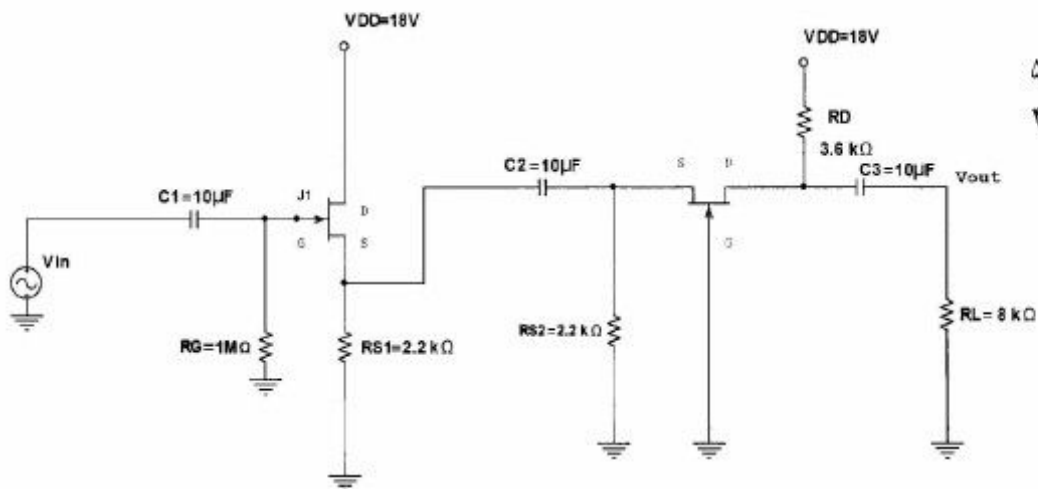 VDD=18V
VDD=18V
RD
3.6 kΩ
C1=10µF
J1
D
G
S
C2=10µF
S
D
G
C3=10µF
Vout
Vin
RG=1MΩ
RS1=2.2 kΩ
RS2=2.2 kΩ
RL= 8 kΩ